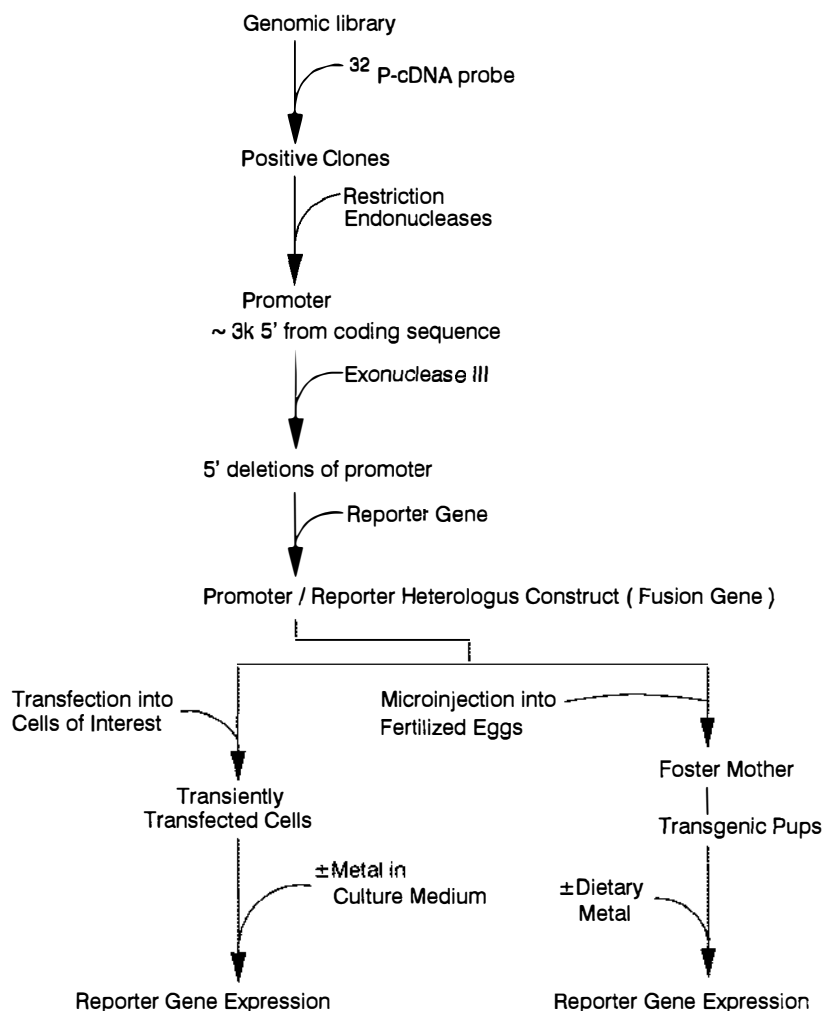 Genomic library
32 P-cDNA probe
Positive Clones
Restriction
Endonucleases
Promoter
~ 3k 5' from coding sequence
Exonuclease III
5' deletions of promoter
Reporter Gene
Promoter / Reporter Heterologus Construct ( Fusion Gene )
Transfection into
Cells of Interest
Microinjection into
Fertilized Eggs
Foster Mother
Transiently
Transfected Cells
Transgenic Pups
±Metal in
Culture Medium
±Dietary
Metal
Reporter Gene Expression
Reporter Gene Expression